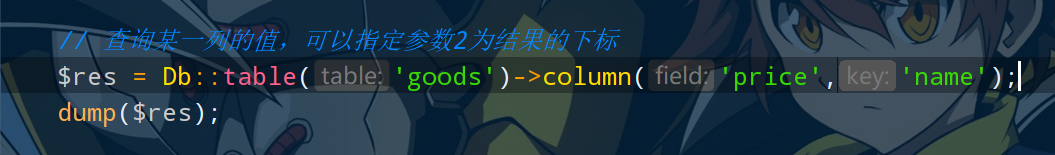 // 查询某一列的值，可以指定参数2为结果的下标
$res = Db::table( table: 'goods')->column( field: 'price', key: 'name');
dump($res);